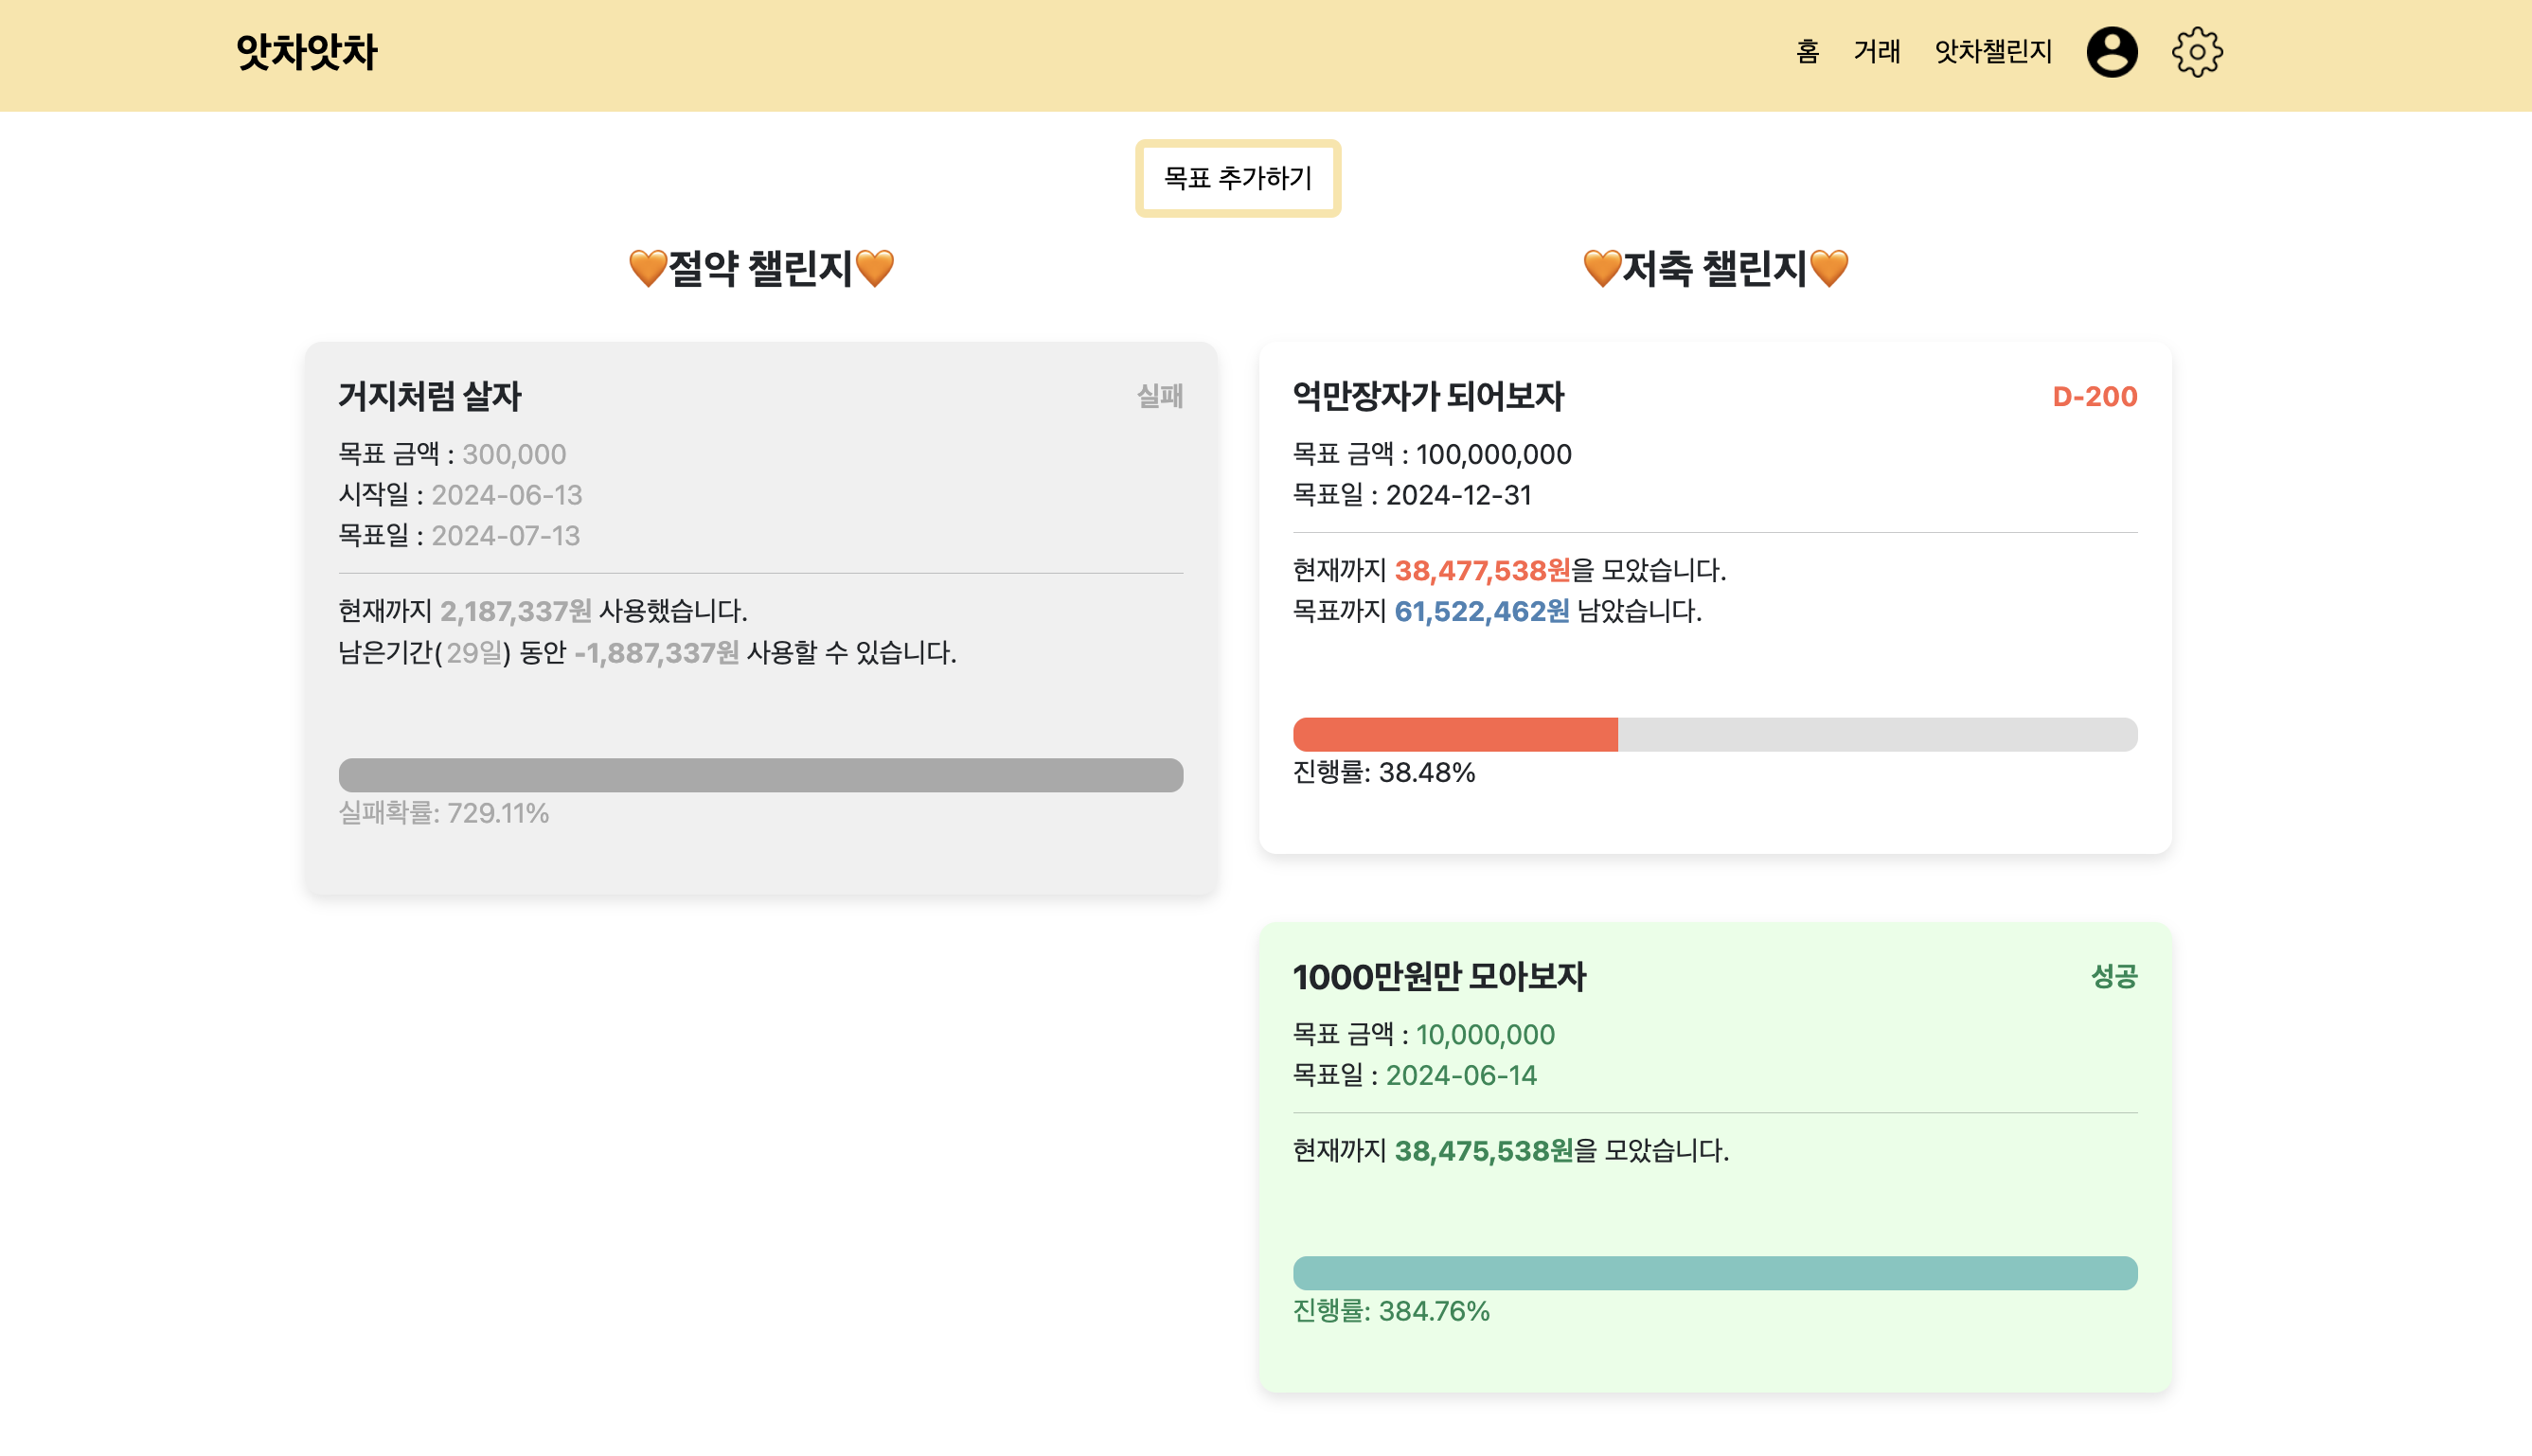 앗차앗차
홈 거래 앗차챌린지
목표 추가하기
🧡절약 챌린지🧡
거지처럼 살자 실패
목표 금액 : 300,000
시작일 : 2024-06-13
목표일 : 2024-07-13
현재까지 2,187,337원 사용했습니다.
남은기간(29일) 동안 -1,887,337원 사용할 수 있습니다.
실패확률: 729.11%
🧡저축 챌린지🧡
억만장자가 되어보자 D-200
목표 금액 : 100,000,000
목표일 : 2024-12-31
현재까지 38,477,538원을 모았습니다.
목표까지 61,522,462원 남았습니다.
진행률: 38.48%
1000만원만 모아보자 성공
목표 금액 : 10,000,000
목표일 : 2024-06-14
현재까지 38,475,538원을 모았습니다.
진행률: 384.76%